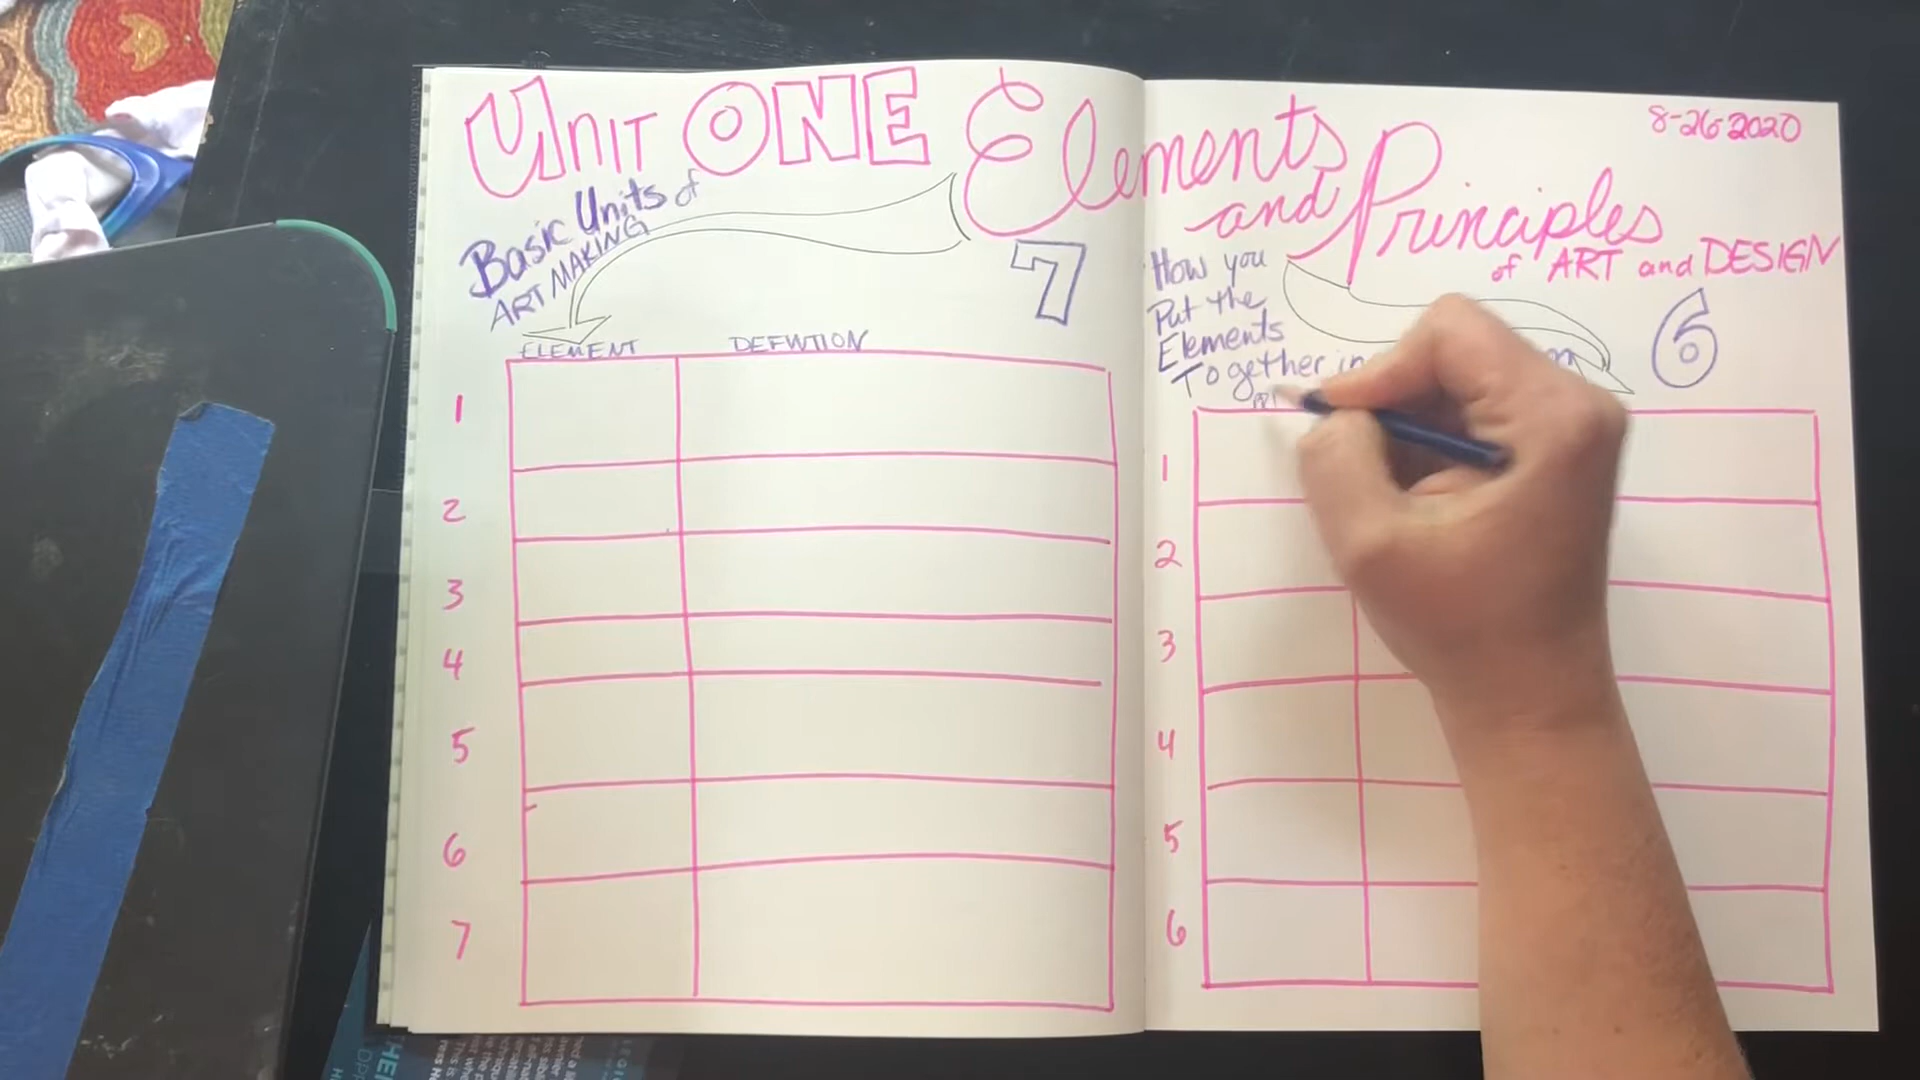 Unit ONE Elements
and Principles
of ART and DESIGN
8-26-2020
Basic Units of
ART MAKING
7
ELEMENT
DEFINTION
1
2
3
4
5
6
7
How you
Put the
Elements
Together in
6
1
2
3
4
5
6